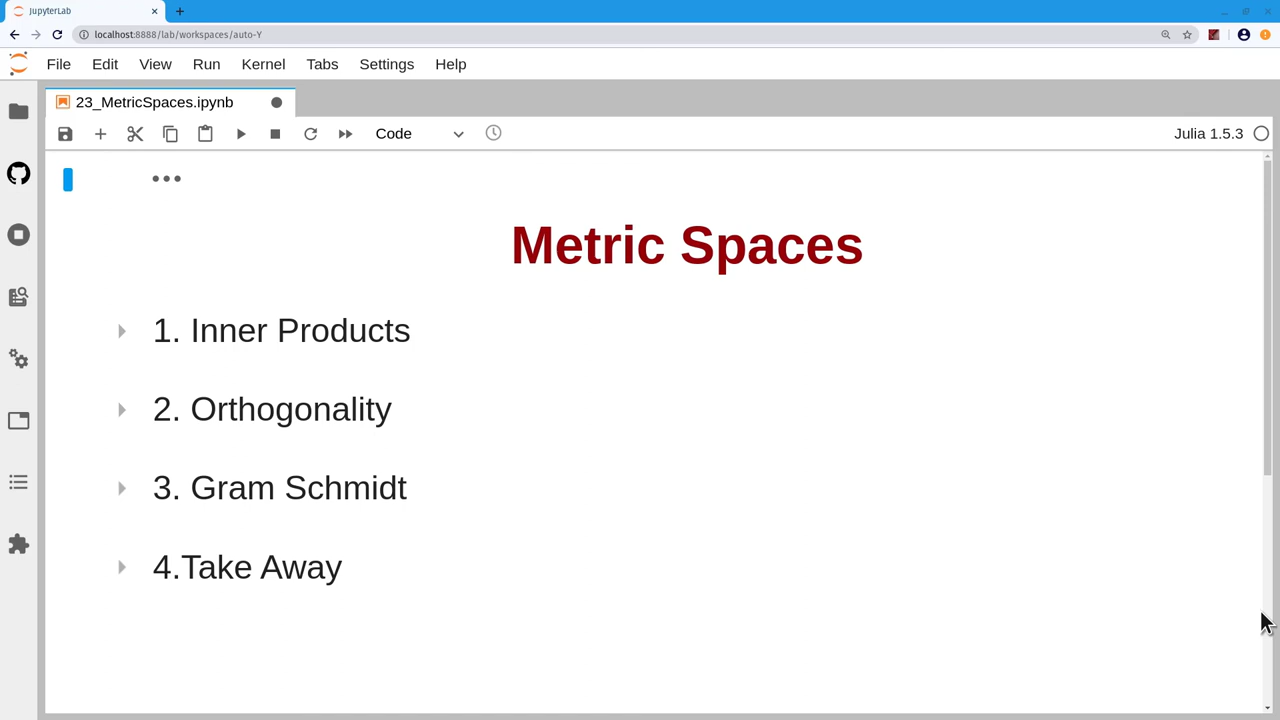 JupyterLab
localhost:8888/lab/workspaces/auto-Y
File Edit View Run Kernel Tabs Settings Help
23_MetricSpaces.ipynb
Code
Julia 1.5.3
Metric Spaces
1. Inner Products
2. Orthogonality
3. Gram Schmidt
4.Take Away